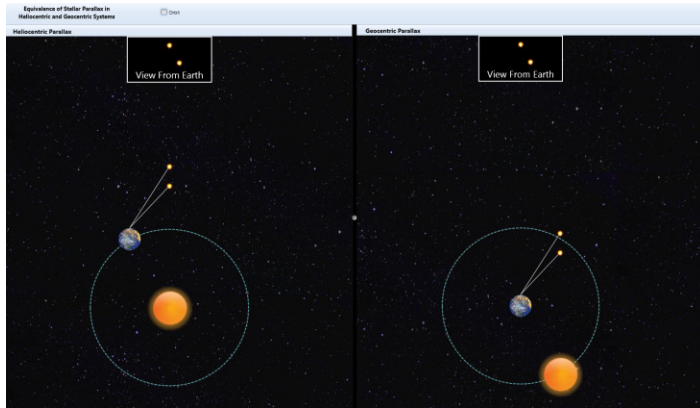 Equivalence of Stellar Parallax in
Heliocentric and Geocentric Systems
Orbit
Heliocentric Parallax
Geocentric Parallax
View From Earth
View From Earth